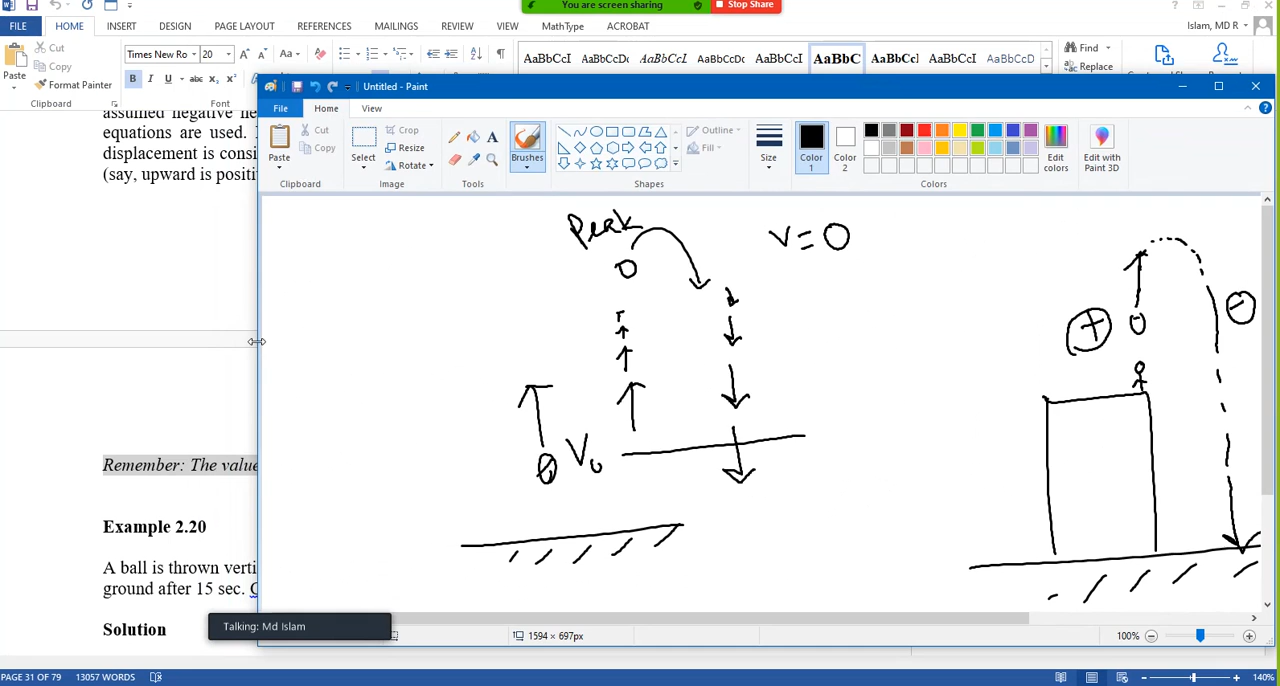 You are screen sharing
Stop Share
Islam, MD R
FILE HOME INSERT DESIGN PAGE LAYOUT REFERENCES MAILINGS REVIEW VIEW MathType ACROBAT
Cut
Copy
Format Painter
Paste
Clipboard
Times New Ro 20
Aa
B I U abc X₂ X²
Font
AaBbCcI AaBbCcDc AaBbCcL AaBbCcDc AaBbCcI AaBbC AaBbCc AaBbCcI AaBbCcD
Find
Replace
Untitled - Paint
File Home View
Paste
Cut
Copy
Clipboard
Select
Crop
Resize
Rotate
Image
A
Tools
Brushes
Outline
Fill
Shapes
Size
Color 1
Color 2
Edit colors
Colors
Edit with Paint 3D
assumed negative
equations are used.
displacement is consi
(say, upward is positi
Peak
v = 0
V₀
+
-
Remember: The value
Example 2.20
A ball is thrown verti
ground after 15 sec.
Solution
Talking: Md Islam
1594 × 697px
100%
PAGE 31 OF 79 13057 WORDS
140%